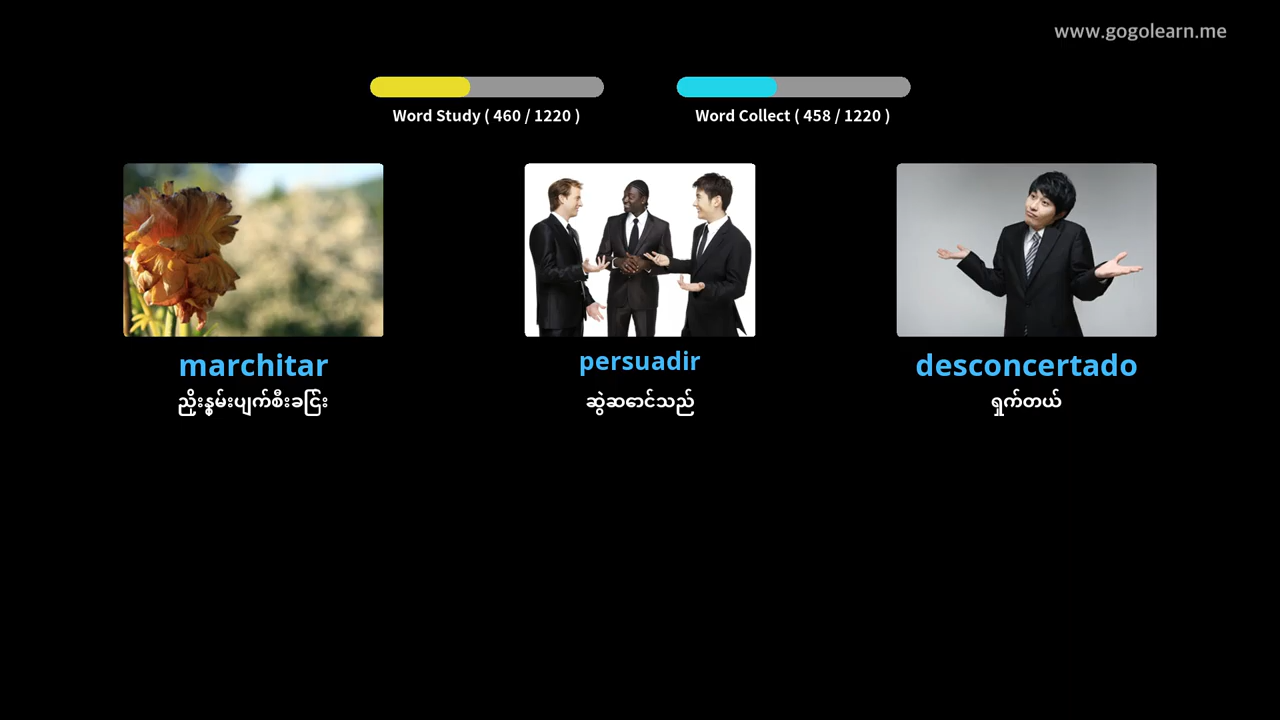 www.gogolearn.me
Word Study ( 460 / 1220 )
Word Collect ( 458 / 1220 )
marchitar
persuadir
desconcertado
ညှိုးနွမ်းပျက်စီးခြင်း
ဆွဲဆောင်သည်
ရှက်တယ်